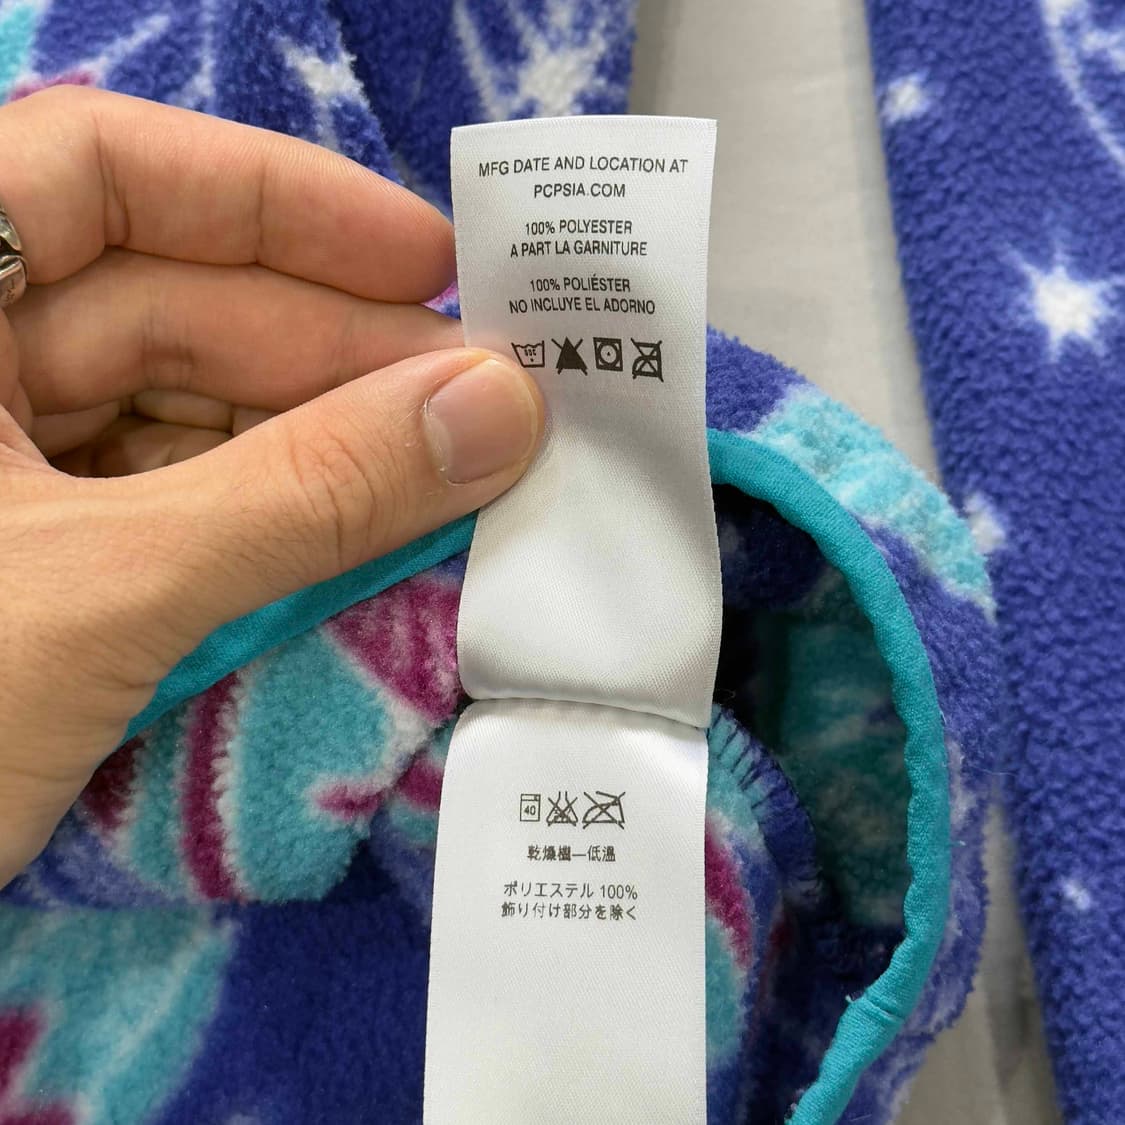 MFG DATE AND LOCATION AT
PCPSIA.COM
100% POLYESTER
A PART LA GARNITURE
100% POLIÉSTER
NO INCLUYE EL ADORNO
40
乾燥機—低温
ポリエステル 100%
飾り付け部分を除く